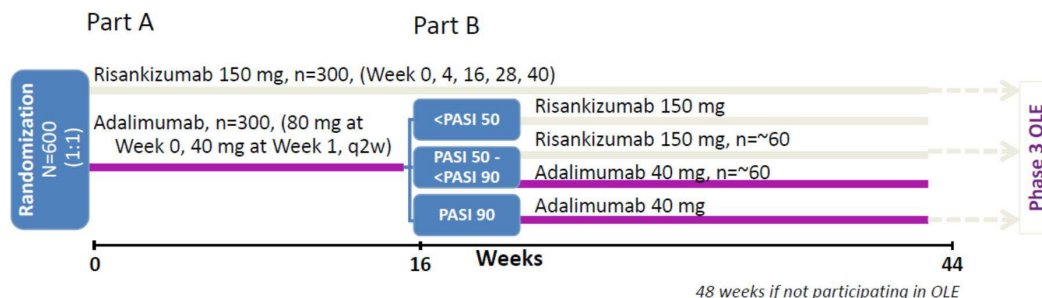 Part A
Part B
Randomization
N=600
(1:1)
Risankizumab 150 mg, n=300, (Week 0, 4, 16, 28, 40)
Adalimumab, n=300, (80 mg at
Week 0, 40 mg at Week 1, q2w)
<PASI 50
Risankizumab 150 mg
PASI 50 -
<PASI 90
Risankizumab 150 mg, n=~60
Adalimumab 40 mg, n=~60
PASI 90
Adalimumab 40 mg
Phase 3 OLE
0
16
Weeks
44
48 weeks if not participating in OLE